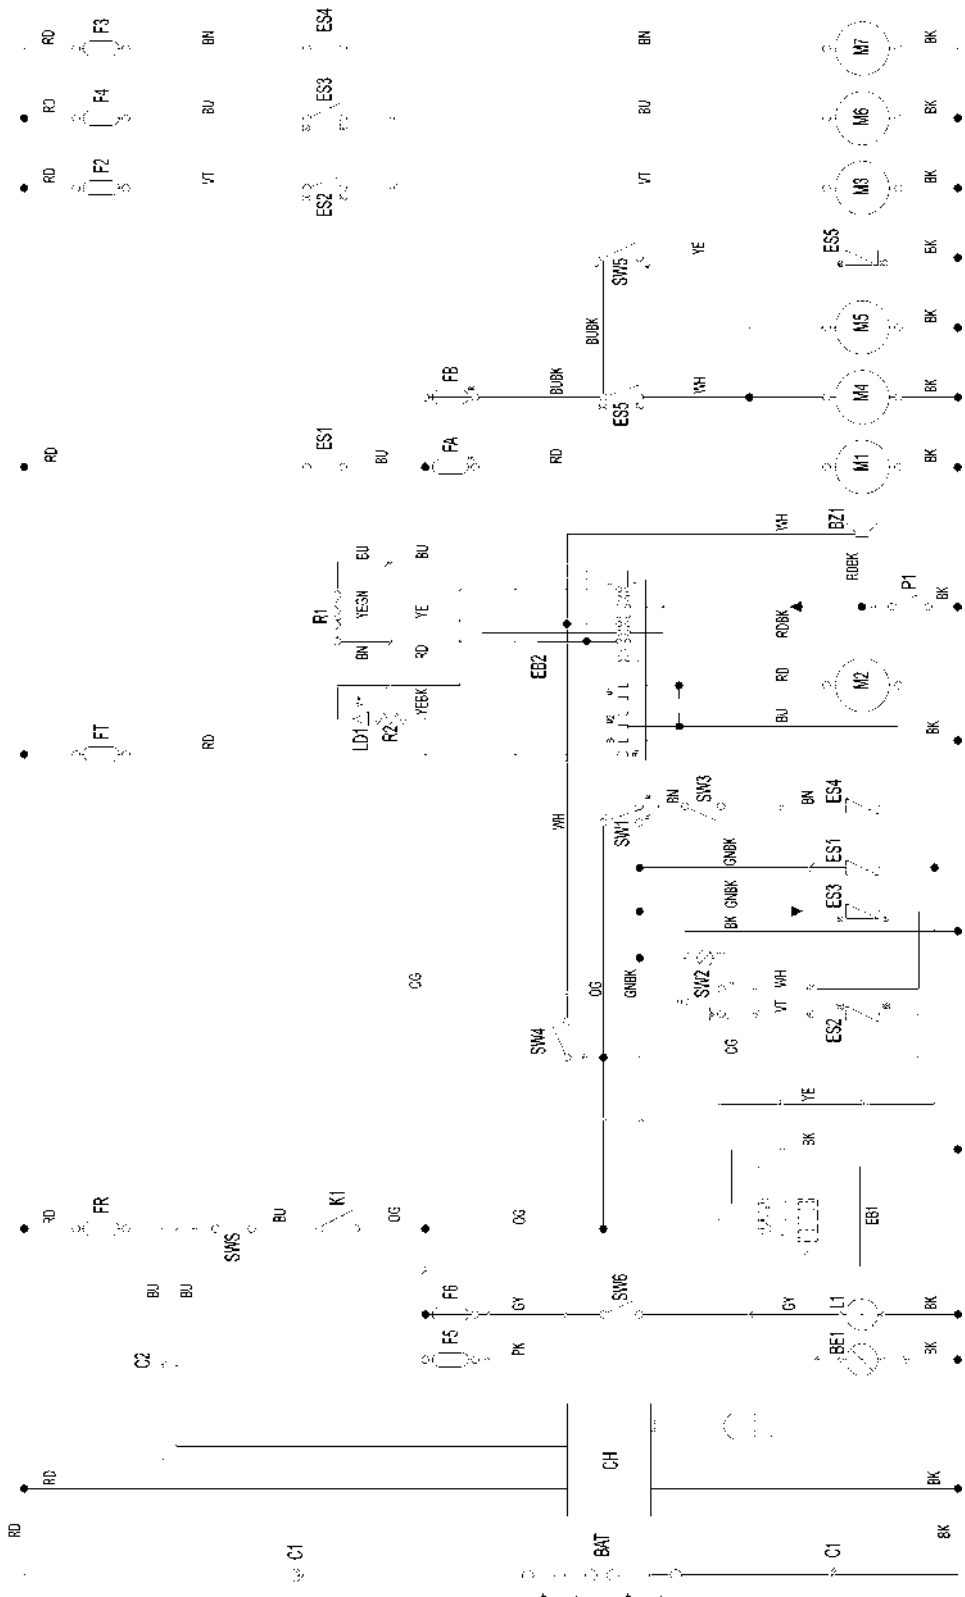 RD
RD RD RD RD RD RD
FR FT F2 F4 F3
C2 BU BU
SWS RD VT BU BN
BU
C1 K1 R1 ES1 ES2 ES3 ES4
LD1 BN YEGN BU
OG R2 BU
OG YEBK RD YE BU
F5 F6 FA FB
PK GY OG
SW4 EB2
WH RD BUBK
OG BUBK
BAT CH SW6 SW1 ES5 SW5
GNBK
VT BU BN
BN
SW2 SW3 WH YE
OG BK GNBK
GNBK
GY VT WH BU RD RDBK WH
YE BK BN
C1 BE1 L1 ES2 ES3 ES1 ES4 BZ1 ES5
RDBK
M2 M1 M4 M5 M3 M6 M7
EB1
P1
BK BK BK BK BK BK BK BK BK BK BK BK
BK